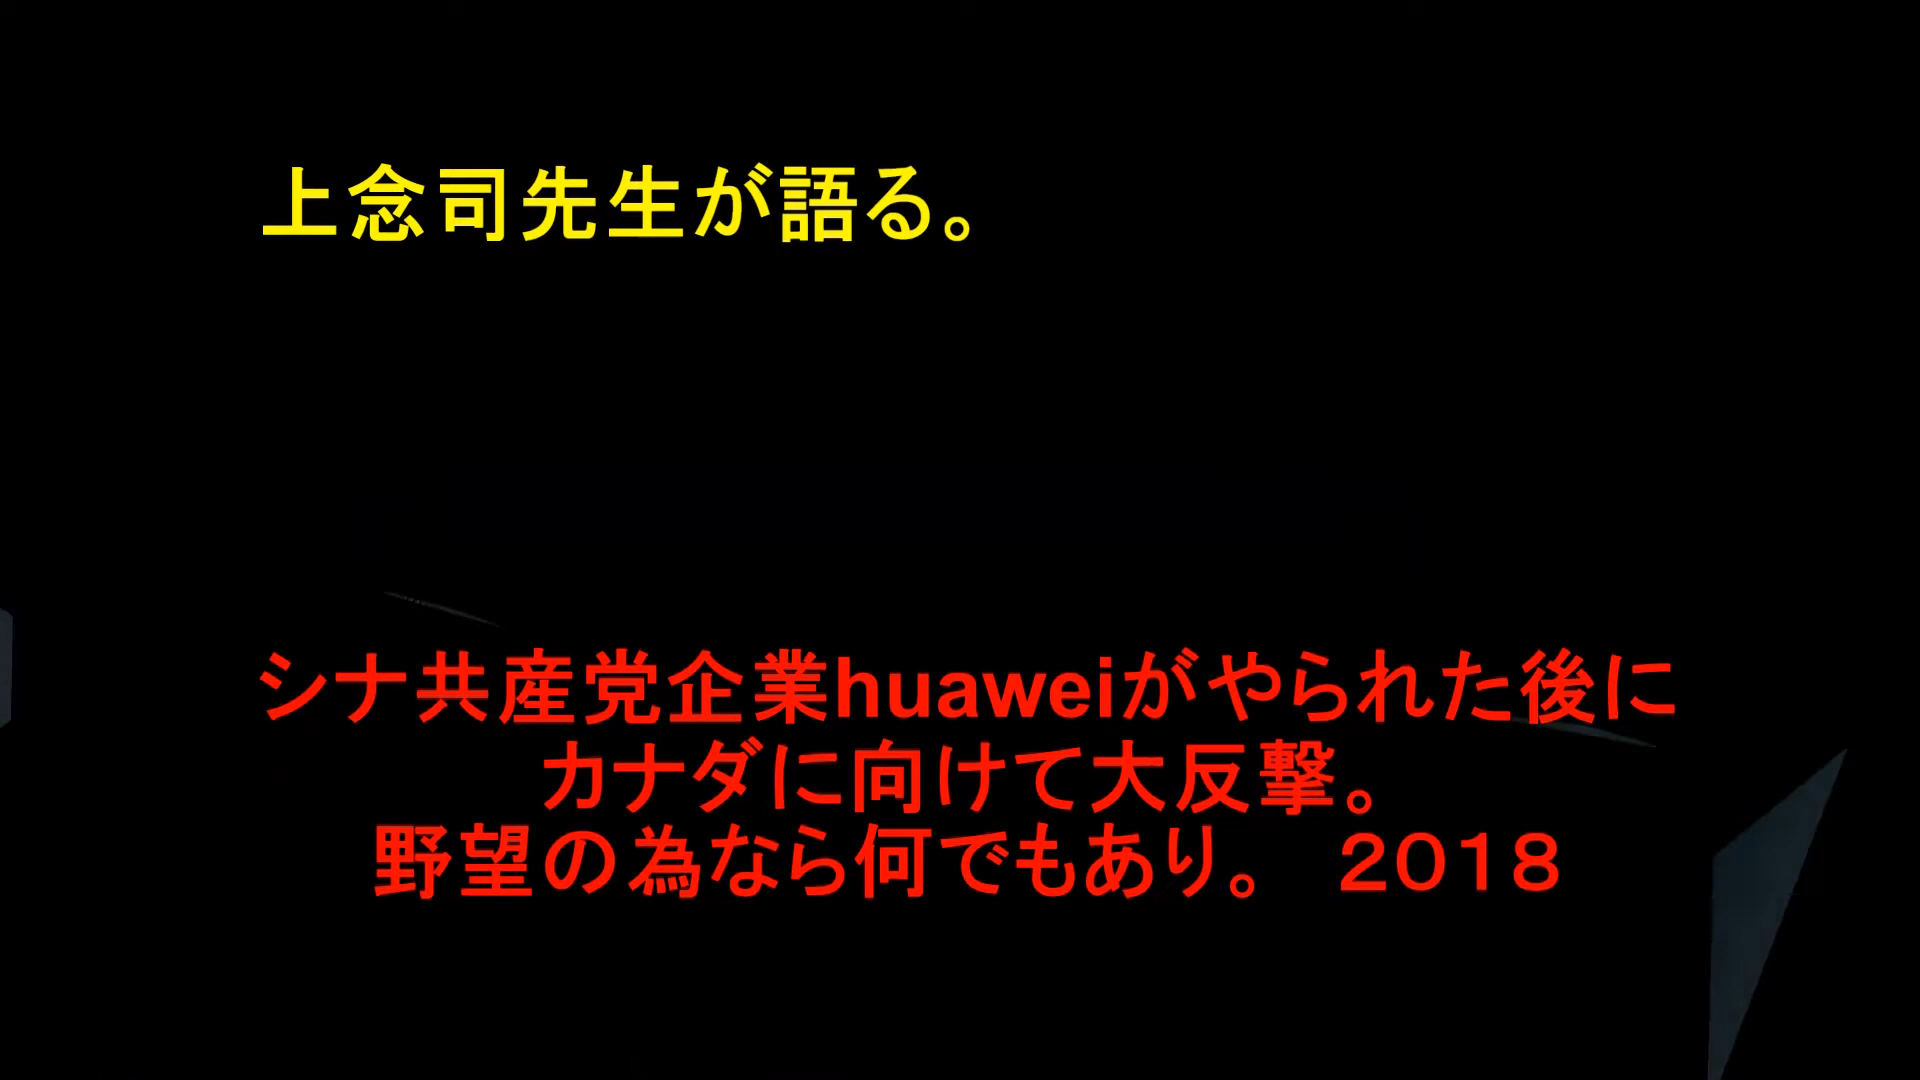 上念司先生が語る。
シナ共産党企業huaweiがやられた後に
カナダに向けて大反撃。
野望の為なら何でもあり。　２０１８